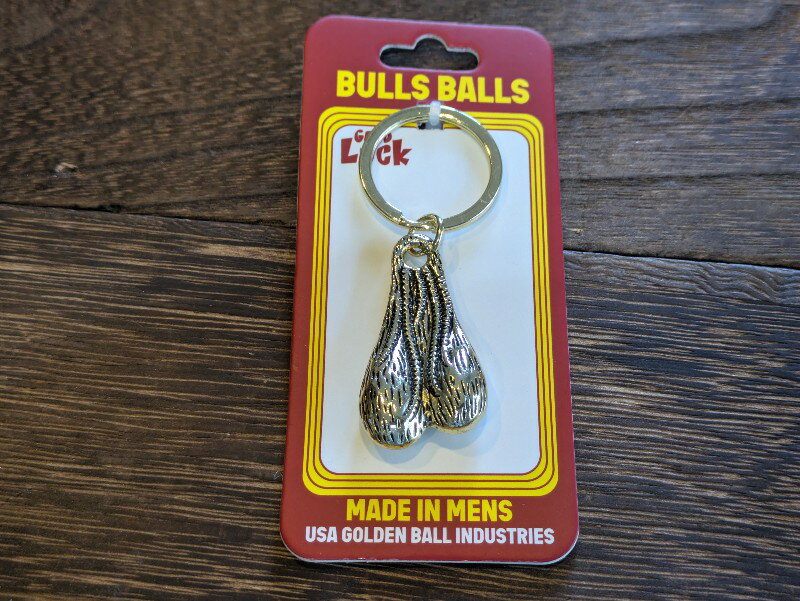 BULLS BALLS
Luck
MADE IN MENS
USA GOLDEN BALL INDUSTRIES